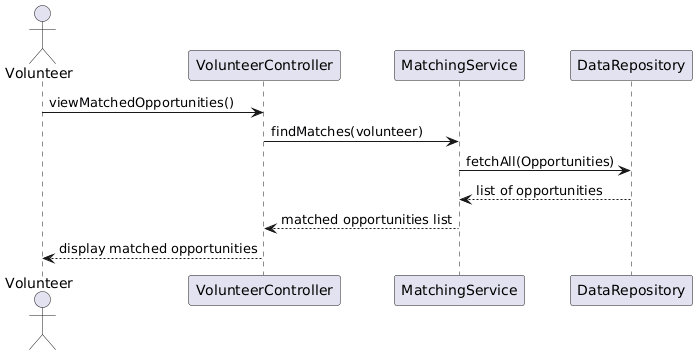 Volunteer
VolunteerController
MatchingService
DataRepository
viewMatchedOpportunities()
findMatches(volunteer)
fetchAll(Opportunities)
list of opportunities
matched opportunities list
display matched opportunities
Volunteer
VolunteerController
MatchingService
DataRepository